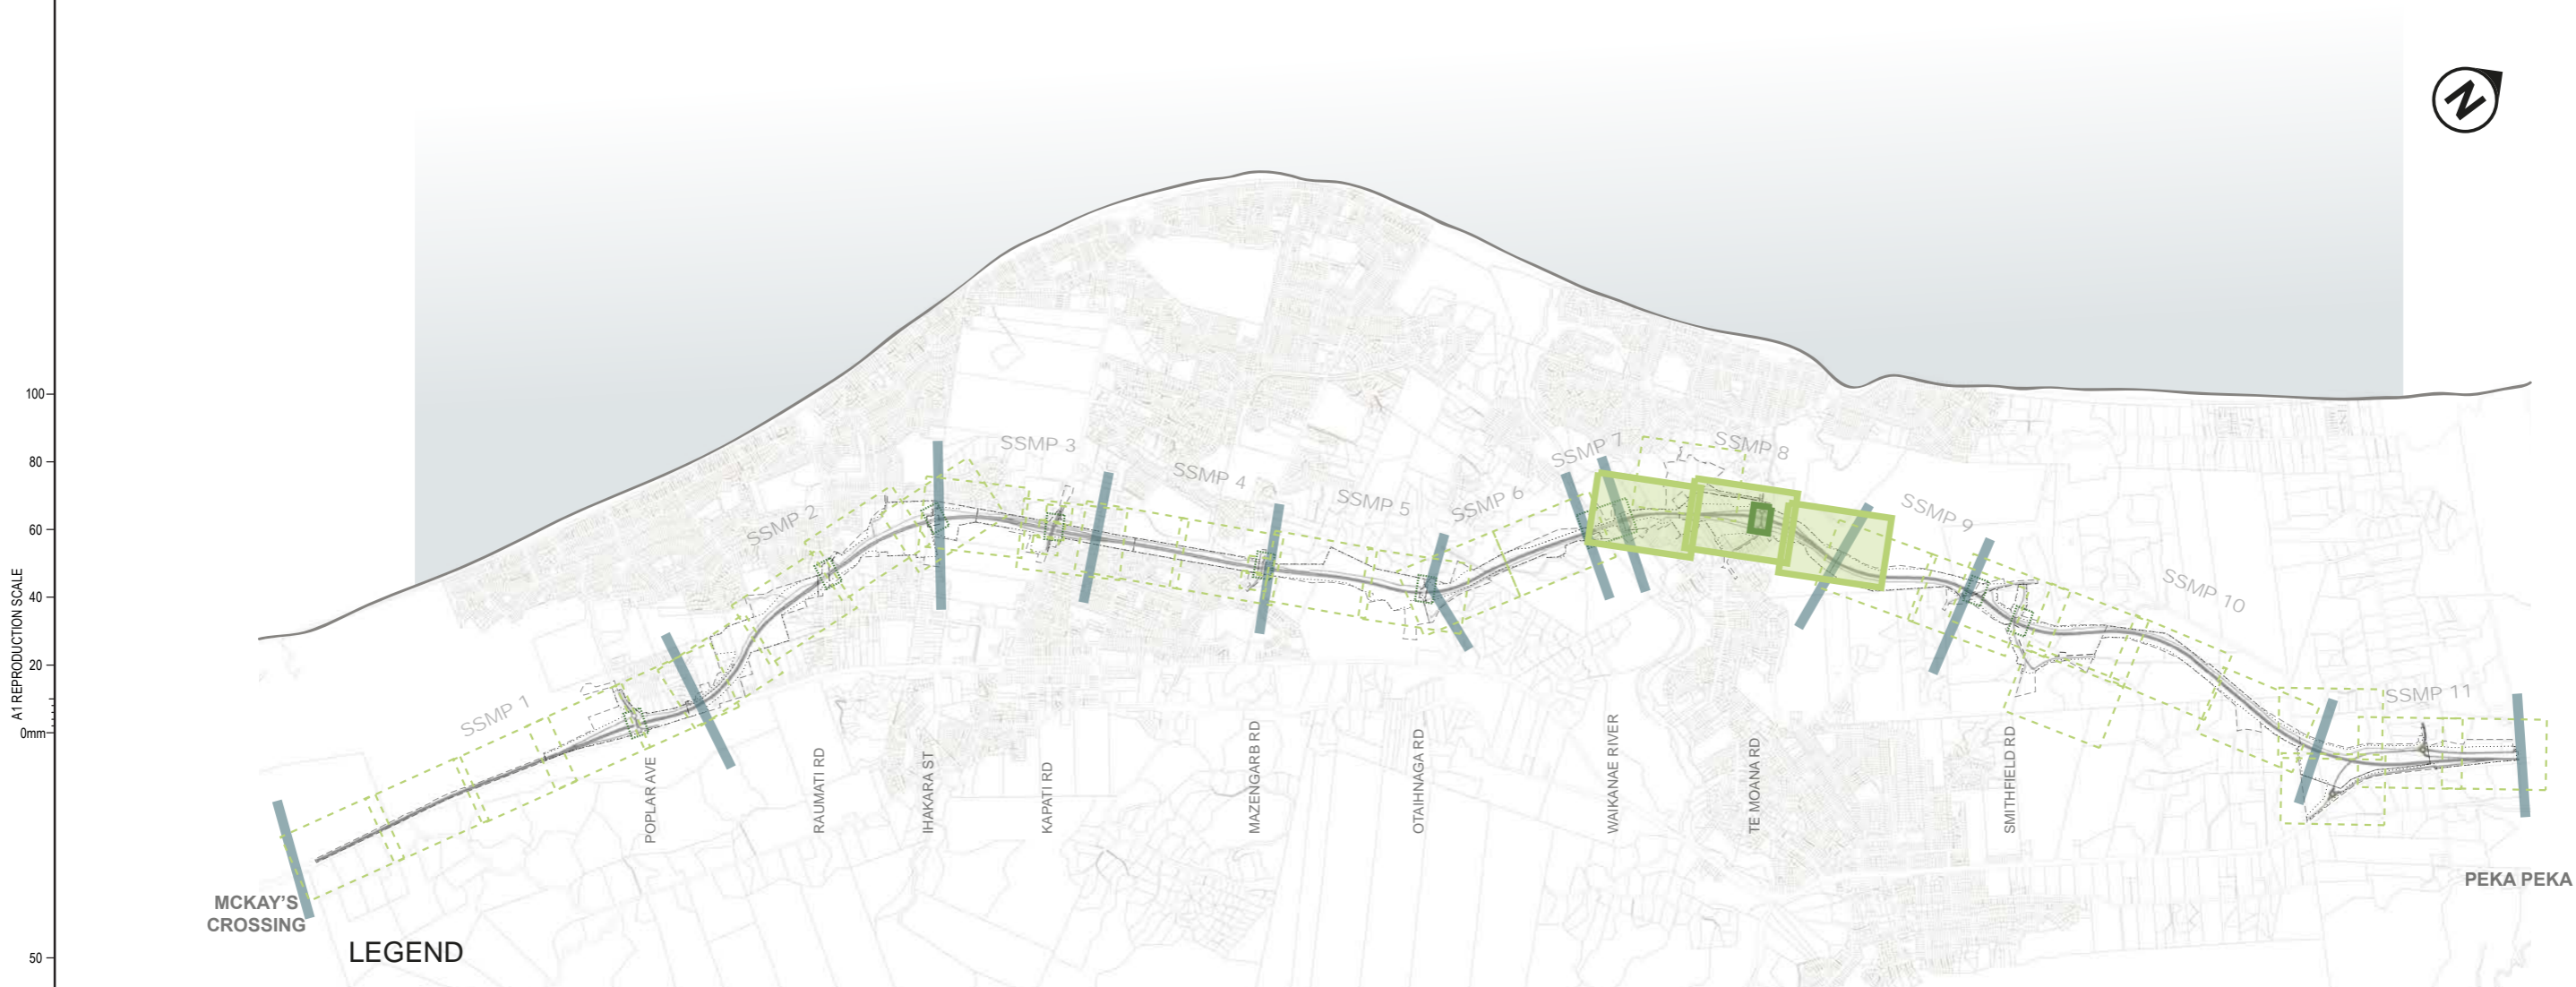 N
100
80
60
40
20
0mm
50
A1 REPRODUCTION SCALE
SSMP 1
SSMP 2
SSMP 3
SSMP 4
SSMP 5
SSMP 6
SSMP 7
SSMP 8
SSMP 9
SSMP 10
SSMP 11
POPLAR AVE
RAUMATI RD
IHAKARA ST
KAPATI RD
MAZENGARB RD
OTAIHNAGA RD
WAIKANAE RIVER
TE MOANA RD
SMITHFIELD RD
MCKAY'S
CROSSING
PEKA PEKA
LEGEND